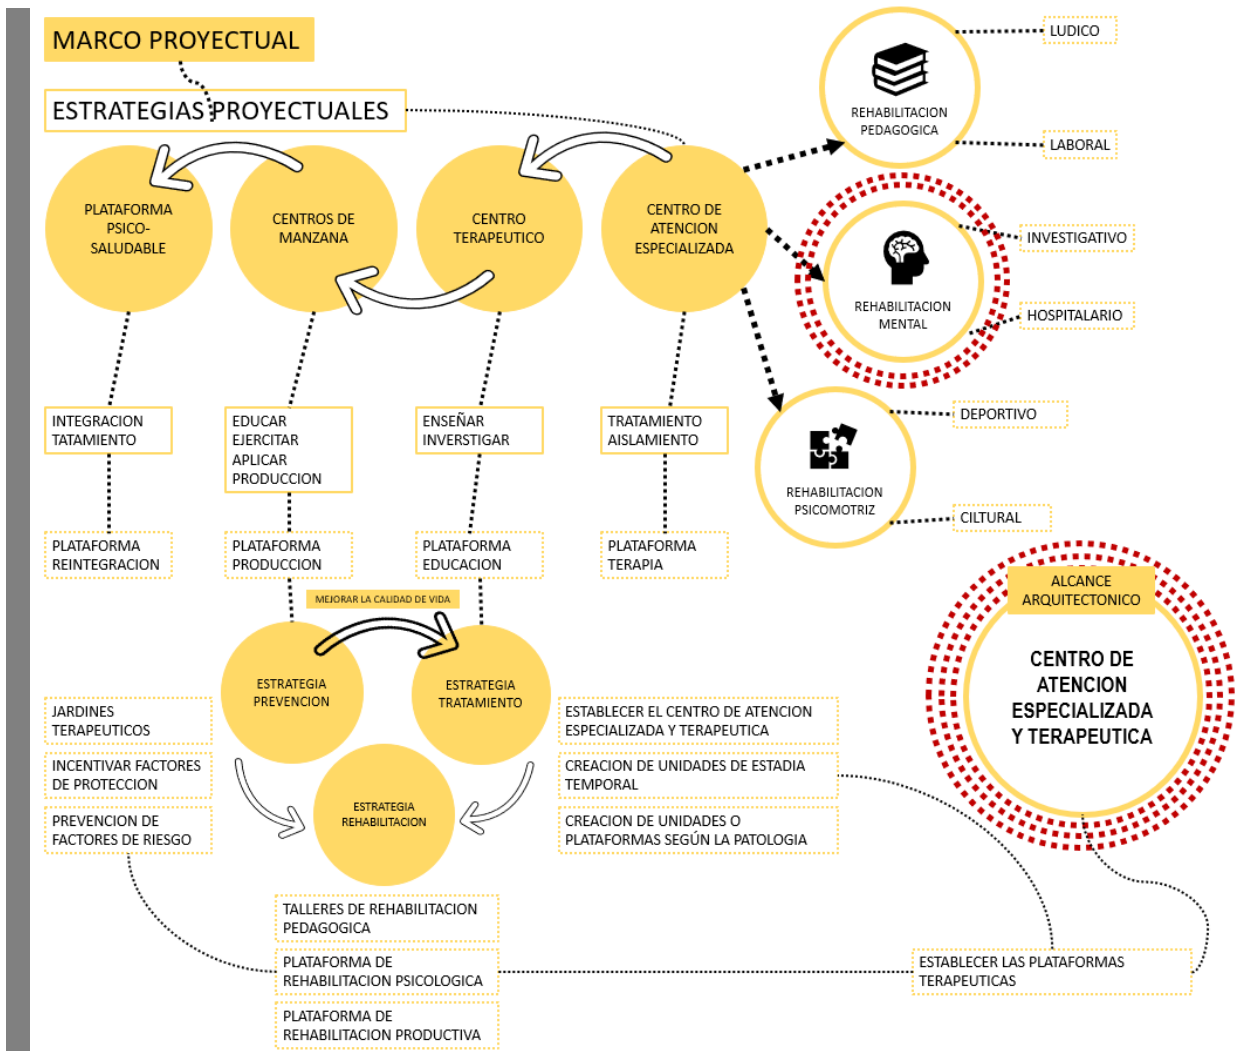 MARCO PROYECTUAL
ESTRATEGIAS PROYECTUALES
PLATAFORMA
PSICO-
SALUDABLE
CENTROS DE
MANZANA
CENTRO
TERAPEUTICO
CENTRO DE
ATENCION
ESPECIALIZADA
REHABILITACION
PEDAGOGICA
LUDICO
LABORAL
REHABILITACION
MENTAL
INVESTIGATIVO
HOSPITALARIO
REHABILITACION
PSICOMOTRIZ
DEPORTIVO
CILTURAL
INTEGRACION
TATAMIENTO
EDUCAR
EJERCITAR
APLICAR
PRODUCCION
ENSEÑAR
INVERSTIGAR
TRATAMIENTO
AISLAMIENTO
PLATAFORMA
REINTEGRACION
PLATAFORMA
PRODUCCION
PLATAFORMA
EDUCACION
PLATAFORMA
TERAPIA
MEJORAR LA CALIDAD DE VIDA
ESTRATEGIA
PREVENCION
ESTRATEGIA
TRATAMIENTO
ESTRATEGIA
REHABILITACION
JARDINES
TERAPEUTICOS
INCENTIVAR FACTORES
DE PROTECCION
PREVENCION DE
FACTORES DE RIESGO
ESTABLECER EL CENTRO DE ATENCION
ESPECIALIZADA Y TERAPEUTICA
CREACION DE UNIDADES DE ESTADIA
TEMPORAL
CREACION DE UNIDADES O
PLATAFORMAS SEGÚN LA PATOLOGIA
ALCANCE
ARQUITECTONICO
CENTRO DE
ATENCION
ESPECIALIZADA
Y TERAPEUTICA
TALLERES DE REHABILITACION
PEDAGOGICA
PLATAFORMA DE
REHABILITACION PSICOLOGICA
PLATAFORMA DE
REHABILITACION PRODUCTIVA
ESTABLECER LAS PLATAFORMAS
TERAPEUTICAS